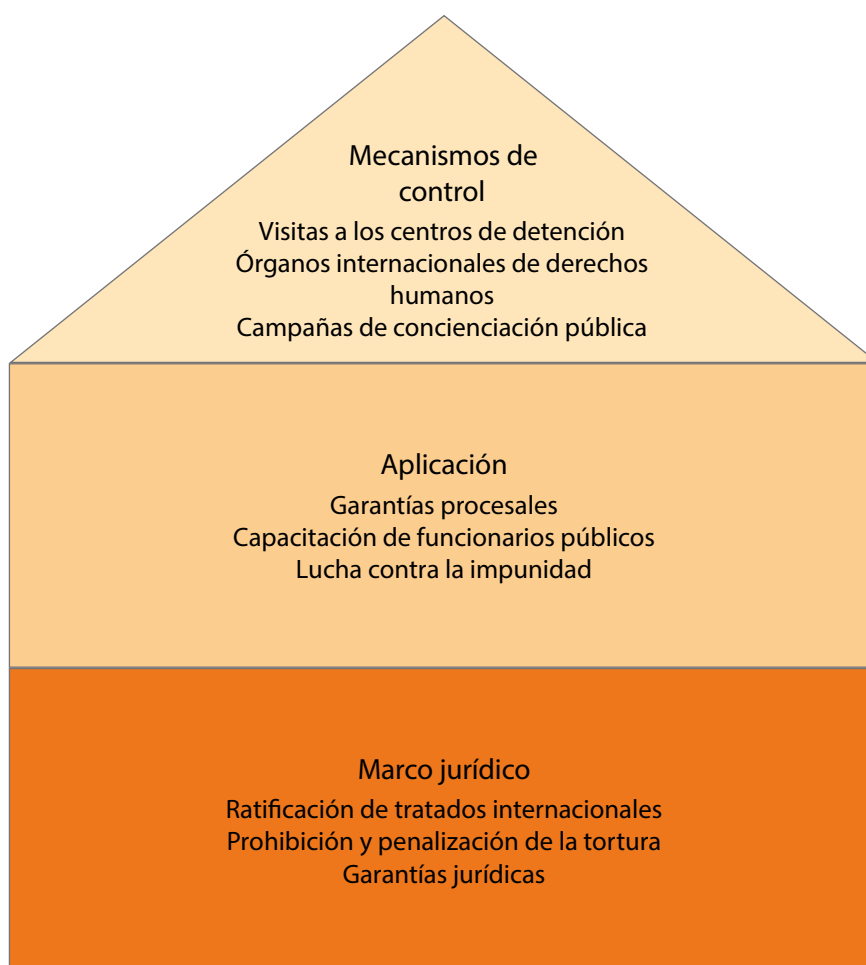 Mecanismos de
control
Visitas a los centros de detención
Órganos internacionales de derechos
humanos
Campañas de concienciación pública
Aplicación
Garantías procesales
Capacitación de funcionarios públicos
Lucha contra la impunidad
Marco jurídico
Ratificación de tratados internacionales
Prohibición y penalización de la tortura
Garantías jurídicas